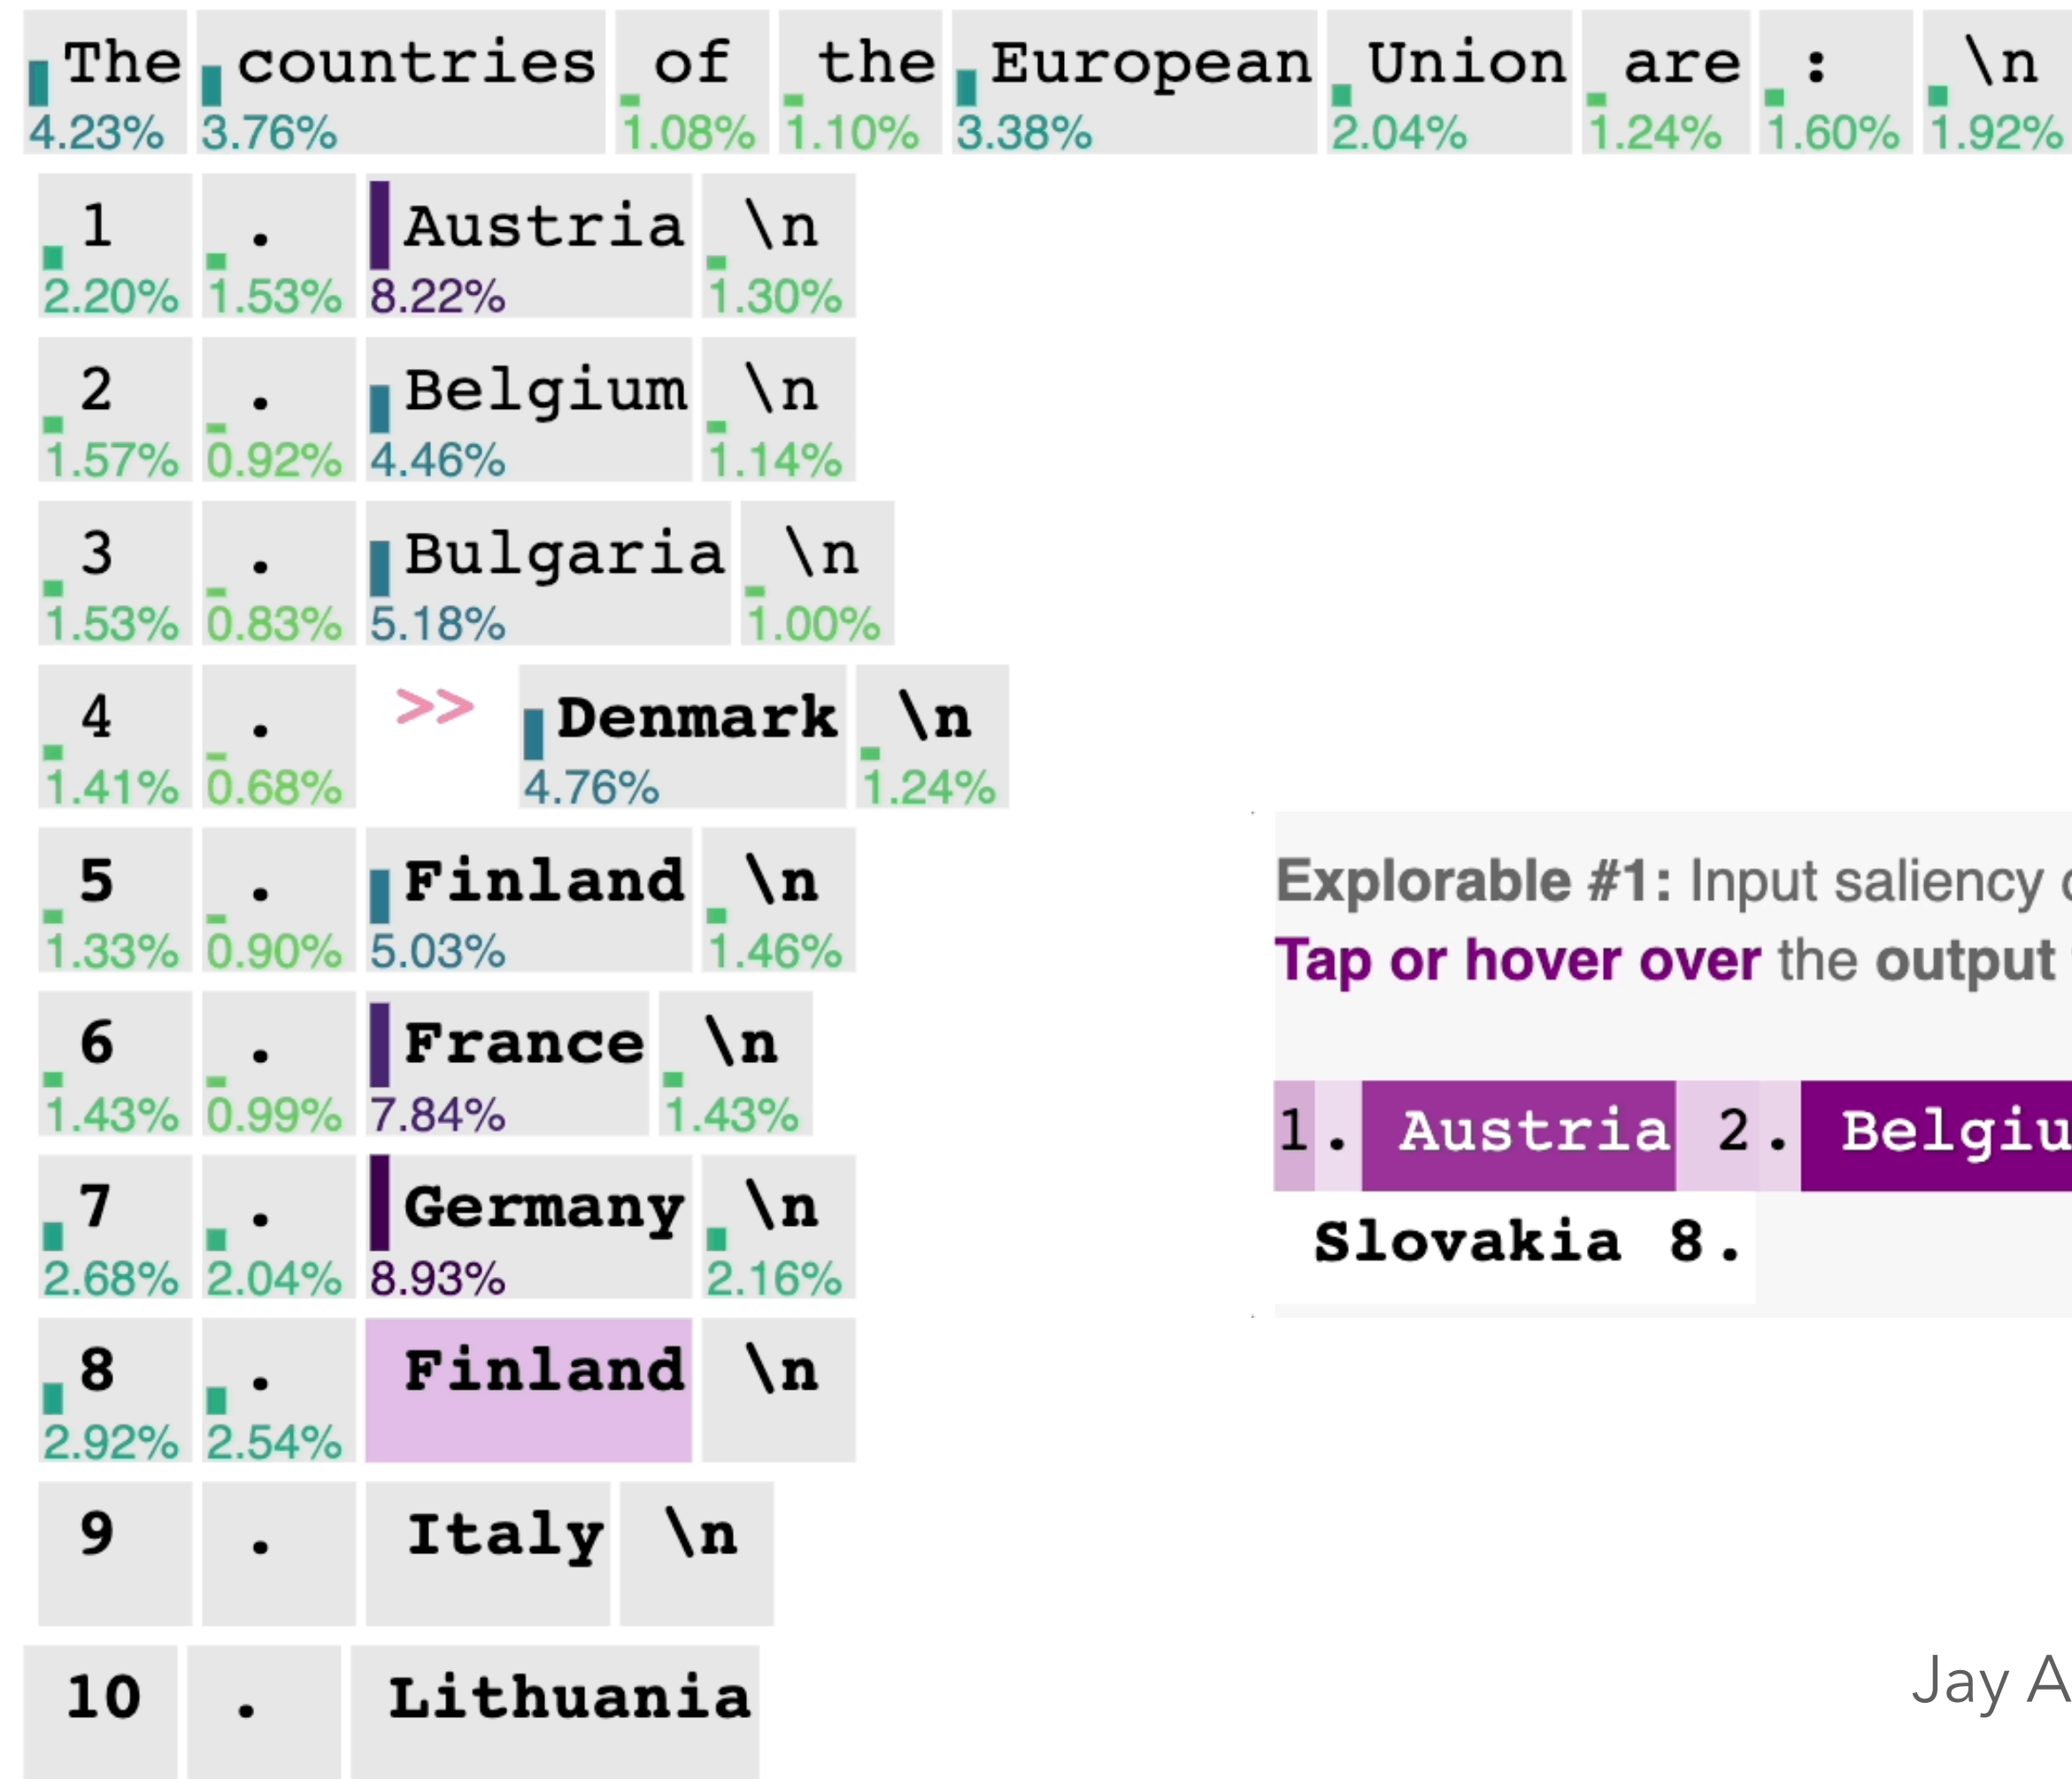 The countries of the European Union are : \n
4.23% 3.76% 1.08% 1.10% 3.38% 2.04% 1.24% 1.60% 1.92%
1 . Austria \n
2.20% 1.53% 8.22% 1.30%
2 . Belgium \n
1.57% 0.92% 4.46% 1.14%
3 . Bulgaria \n
1.53% 0.83% 5.18% 1.00%
4 . >> Denmark \n
1.41% 0.68% 4.76% 1.24%
5 . Finland \n
1.33% 0.90% 5.03% 1.46%
6 . France \n
1.43% 0.99% 7.84% 1.43%
7 . Germany \n
2.68% 2.04% 8.93% 2.16%
8 . Finland \n
2.92% 2.54%
9 . Italy \n
10 . Lithuania
Explorable #1: Input saliency
Tap or hover over the output
1. Austria 2. Belgiu
Slovakia 8.
Jay A